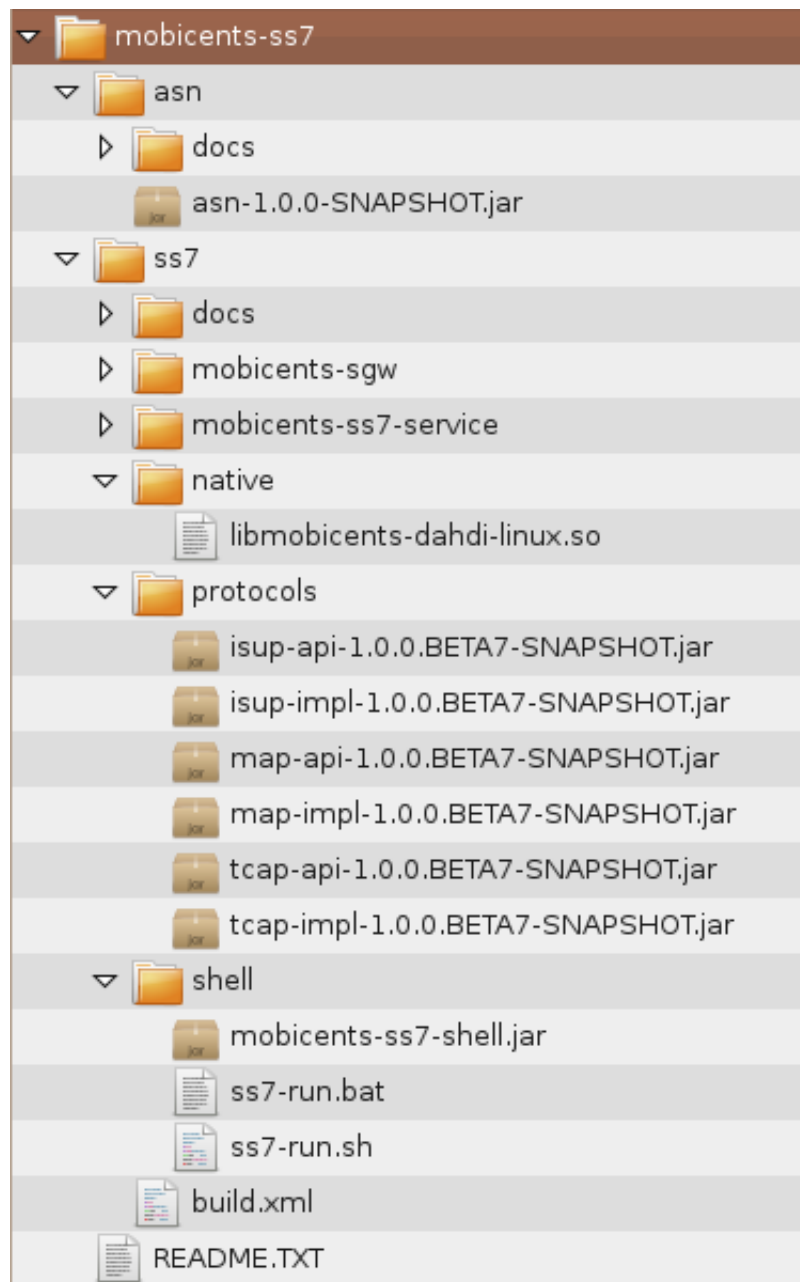 mobicents-ss7
asn
docs
asn-1.0.0-SNAPSHOT.jar
ss7
docs
mobicents-sgw
mobicents-ss7-service
native
libmobicents-dahdi-linux.so
protocols
isup-api-1.0.0.BETA7-SNAPSHOT.jar
isup-impl-1.0.0.BETA7-SNAPSHOT.jar
map-api-1.0.0.BETA7-SNAPSHOT.jar
map-impl-1.0.0.BETA7-SNAPSHOT.jar
tcap-api-1.0.0.BETA7-SNAPSHOT.jar
tcap-impl-1.0.0.BETA7-SNAPSHOT.jar
shell
mobicents-ss7-shell.jar
ss7-run.bat
ss7-run.sh
build.xml
README.TXT